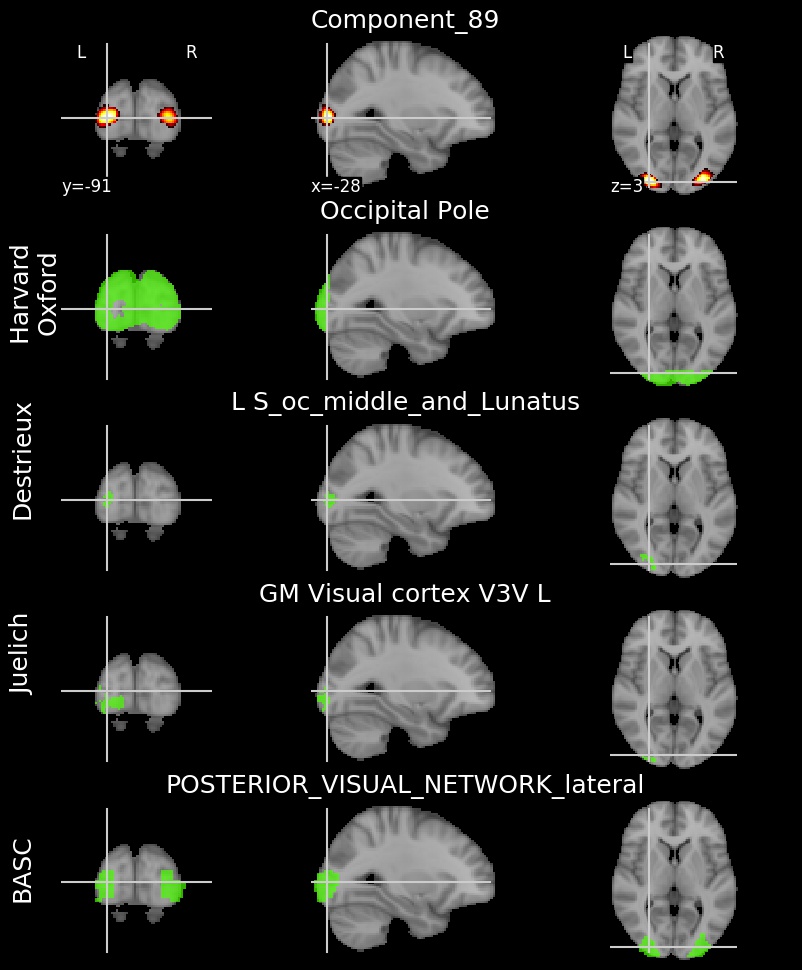 Component_89
L R L R
y=-91 x=-28 z=3
Occipital Pole
Harvard
Oxford
L S_oc_middle_and_Lunatus
Destrieux
GM Visual cortex V3V L
Juelich
POSTERIOR_VISUAL_NETWORK_lateral
BASC